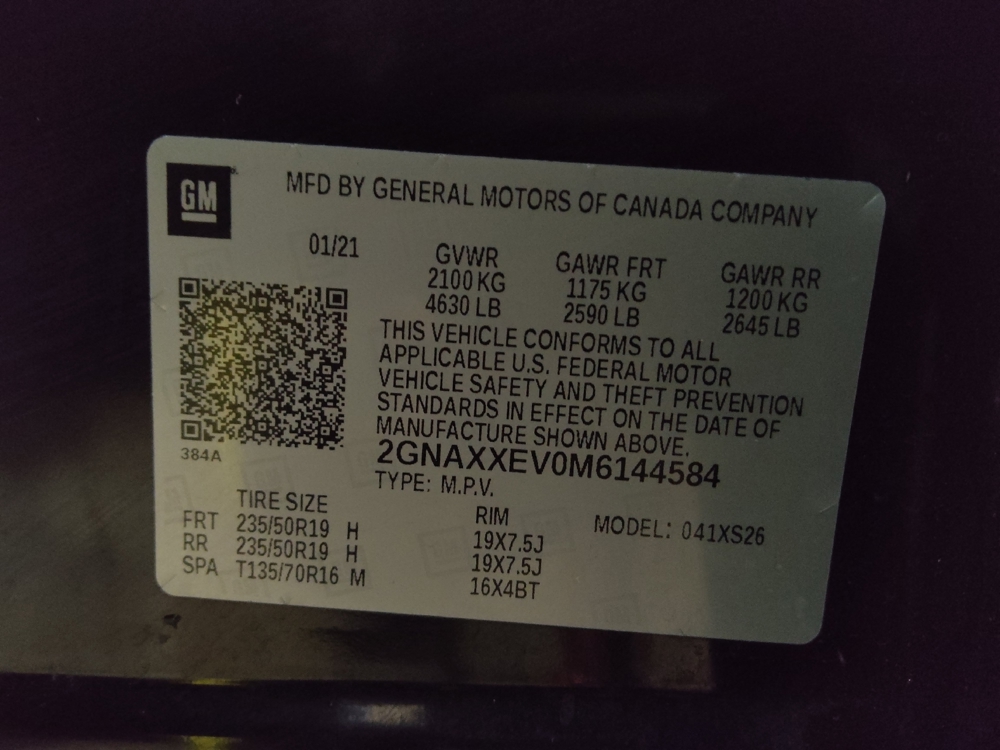 GM
MFD BY GENERAL MOTORS OF CANADA COMPANY
01/21 GVWR GAWR FRT GAWR RR
2100 KG 1175 KG 1200 KG
4630 LB 2590 LB 2645 LB
THIS VEHICLE CONFORMS TO ALL
APPLICABLE U.S. FEDERAL MOTOR
VEHICLE SAFETY AND THEFT PREVENTION
STANDARDS IN EFFECT ON THE DATE OF
MANUFACTURE SHOWN ABOVE.
384A
2GNAXXEV0M6144584
TYPE: M.P.V.
TIRE SIZE RIM MODEL: 041XS26
FRT 235/50R19 H 19X7.5J
RR 235/50R19 H 19X7.5J
SPA T135/70R16 M 16X4BT